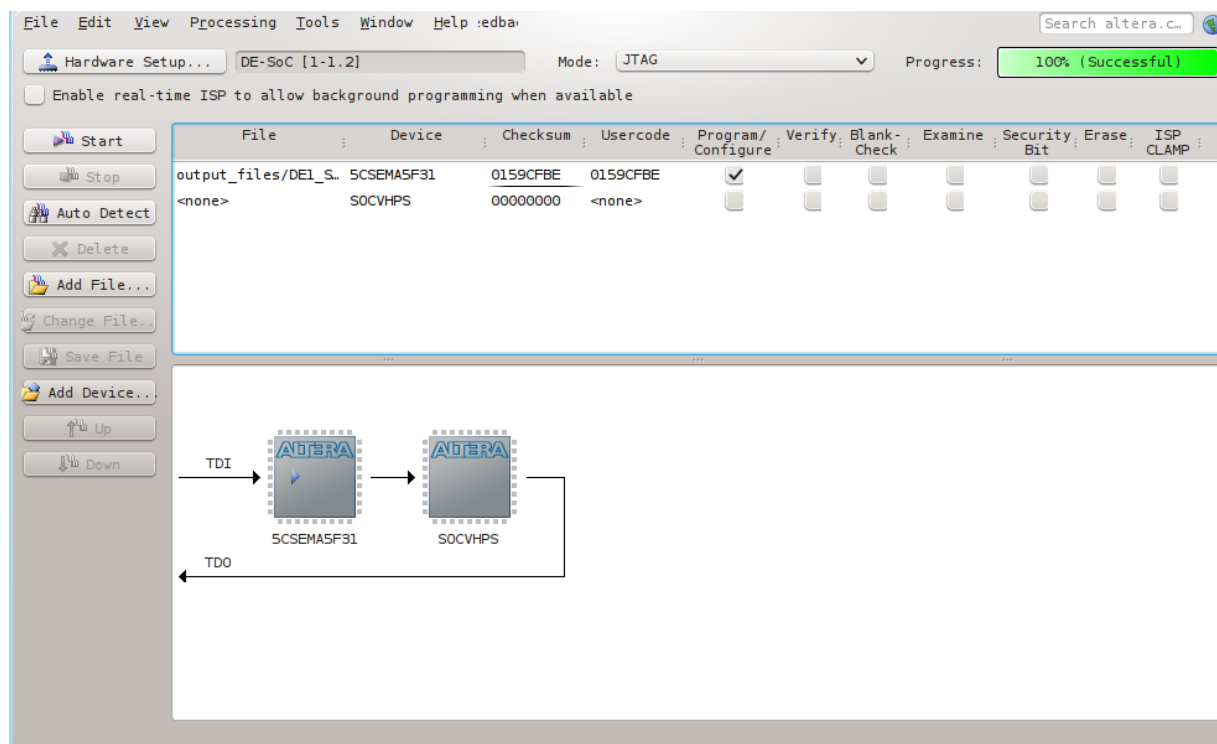 File Edit View Processing Tools Window Help edba
Search altera.c…
Hardware Setup... DE-SoC [1-1.2] Mode: JTAG Progress: 100% (Successful)
Enable real-time ISP to allow background programming when available
Start
Stop
Auto Detect
Delete
Add File...
Change File..
Save File
Add Device..
Up
Down
File Device Checksum Usercode Program/ Configure Verify Blank- Check Examine Security Bit Erase ISP CLAMP
output_files/DE1_S… 5CSEMA5F31 0159CFBE 0159CFBE
<none> SOCVHPS 00000000 <none>
TDI
ALTERA ALTERA
5CSEMA5F31 SOCVHPS
TDO